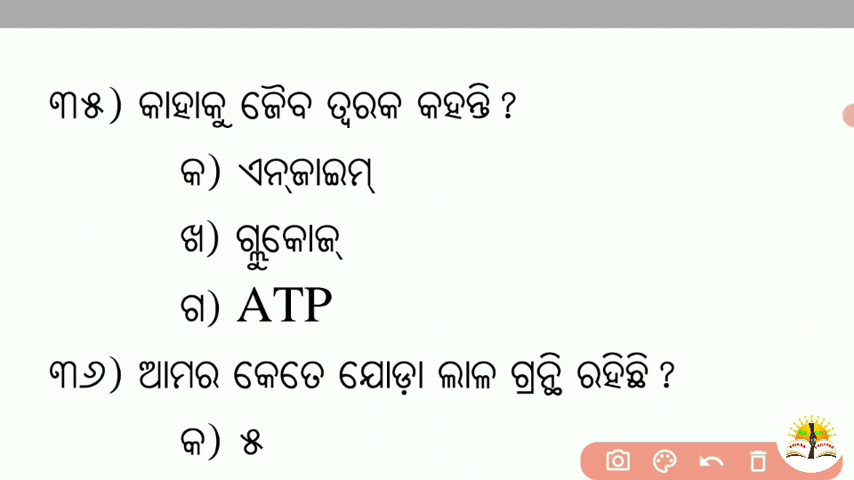 ୩୫) କାହାକୁ ଜୈବ ତ୍ୱରକ କହନ୍ତି ?
କ) ଏନ୍‌ଜାଇମ୍
ଖ) ଗ୍ଲୁକୋଜ୍
ଗ) ATP
୩୬) ଆମର କେତେ ଯୋଡ଼ା ଲାଳ ଗ୍ରନ୍ଥି ରହିଛି ?
କ) ୫